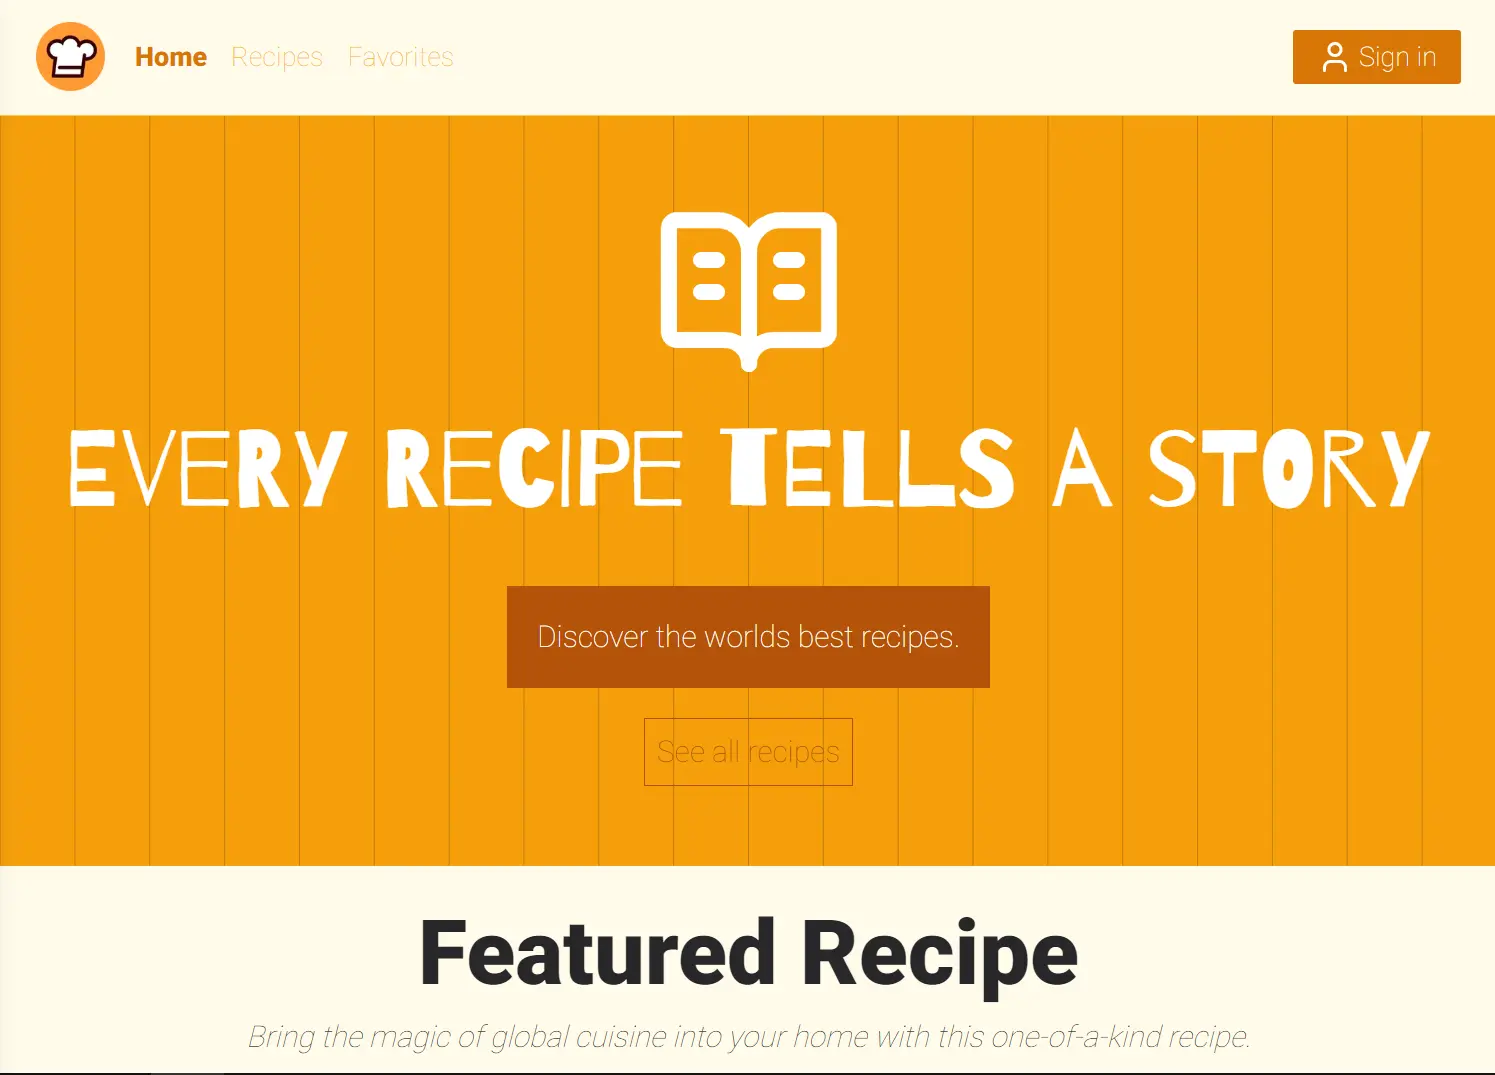 Home Recipes Favorites Sign in
EVERY RECIPE TELLS A STORY
Discover the worlds best recipes.
See all recipes
Featured Recipe
Bring the magic of global cuisine into your home with this one-of-a-kind recipe.